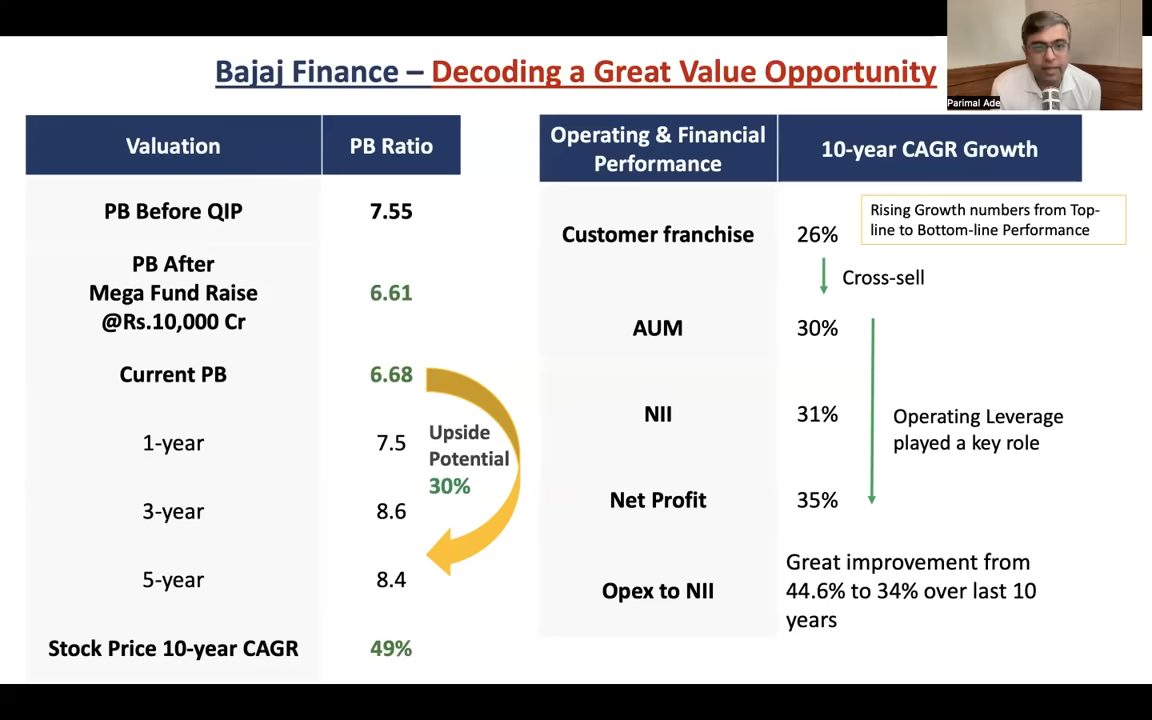 Parimal Ade
Bajaj Finance – Decoding a Great Value Opportunity
Valuation PB Ratio
PB Before QIP 7.55
PB After
Mega Fund Raise
@Rs.10,000 Cr
6.61
Current PB 6.68
1-year 7.5
3-year 8.6
5-year 8.4
Stock Price 10-year CAGR 49%
Upside
Potential
30%
Operating & Financial
Performance
10-year CAGR Growth
Customer franchise 26%
Rising Growth numbers from Top-
line to Bottom-line Performance
Cross-sell
AUM 30%
NII 31%
Operating Leverage
played a key role
Net Profit 35%
Opex to NII
Great improvement from
44.6% to 34% over last 10
years